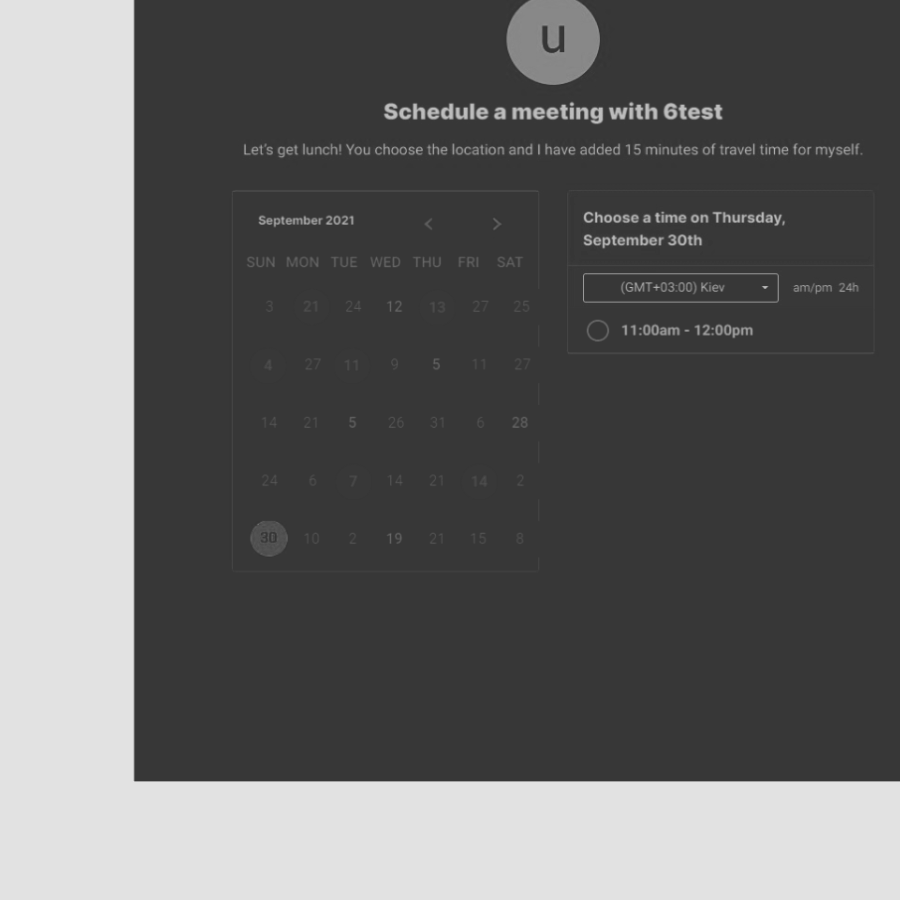 u
Schedule a meeting with 6test
Let's get lunch! You choose the location and I have added 15 minutes of travel time for myself.
September 2021
SUN MON TUE WED THU FRI SAT
3 21 24 12 13 27 25
4 27 11 9 5 11 27
14 21 5 26 31 6 28
24 6 7 14 21 14 2
30 10 2 19 21 15 8
Choose a time on Thursday,
September 30th
(GMT+03:00) Kiev am/pm 24h
11:00am - 12:00pm